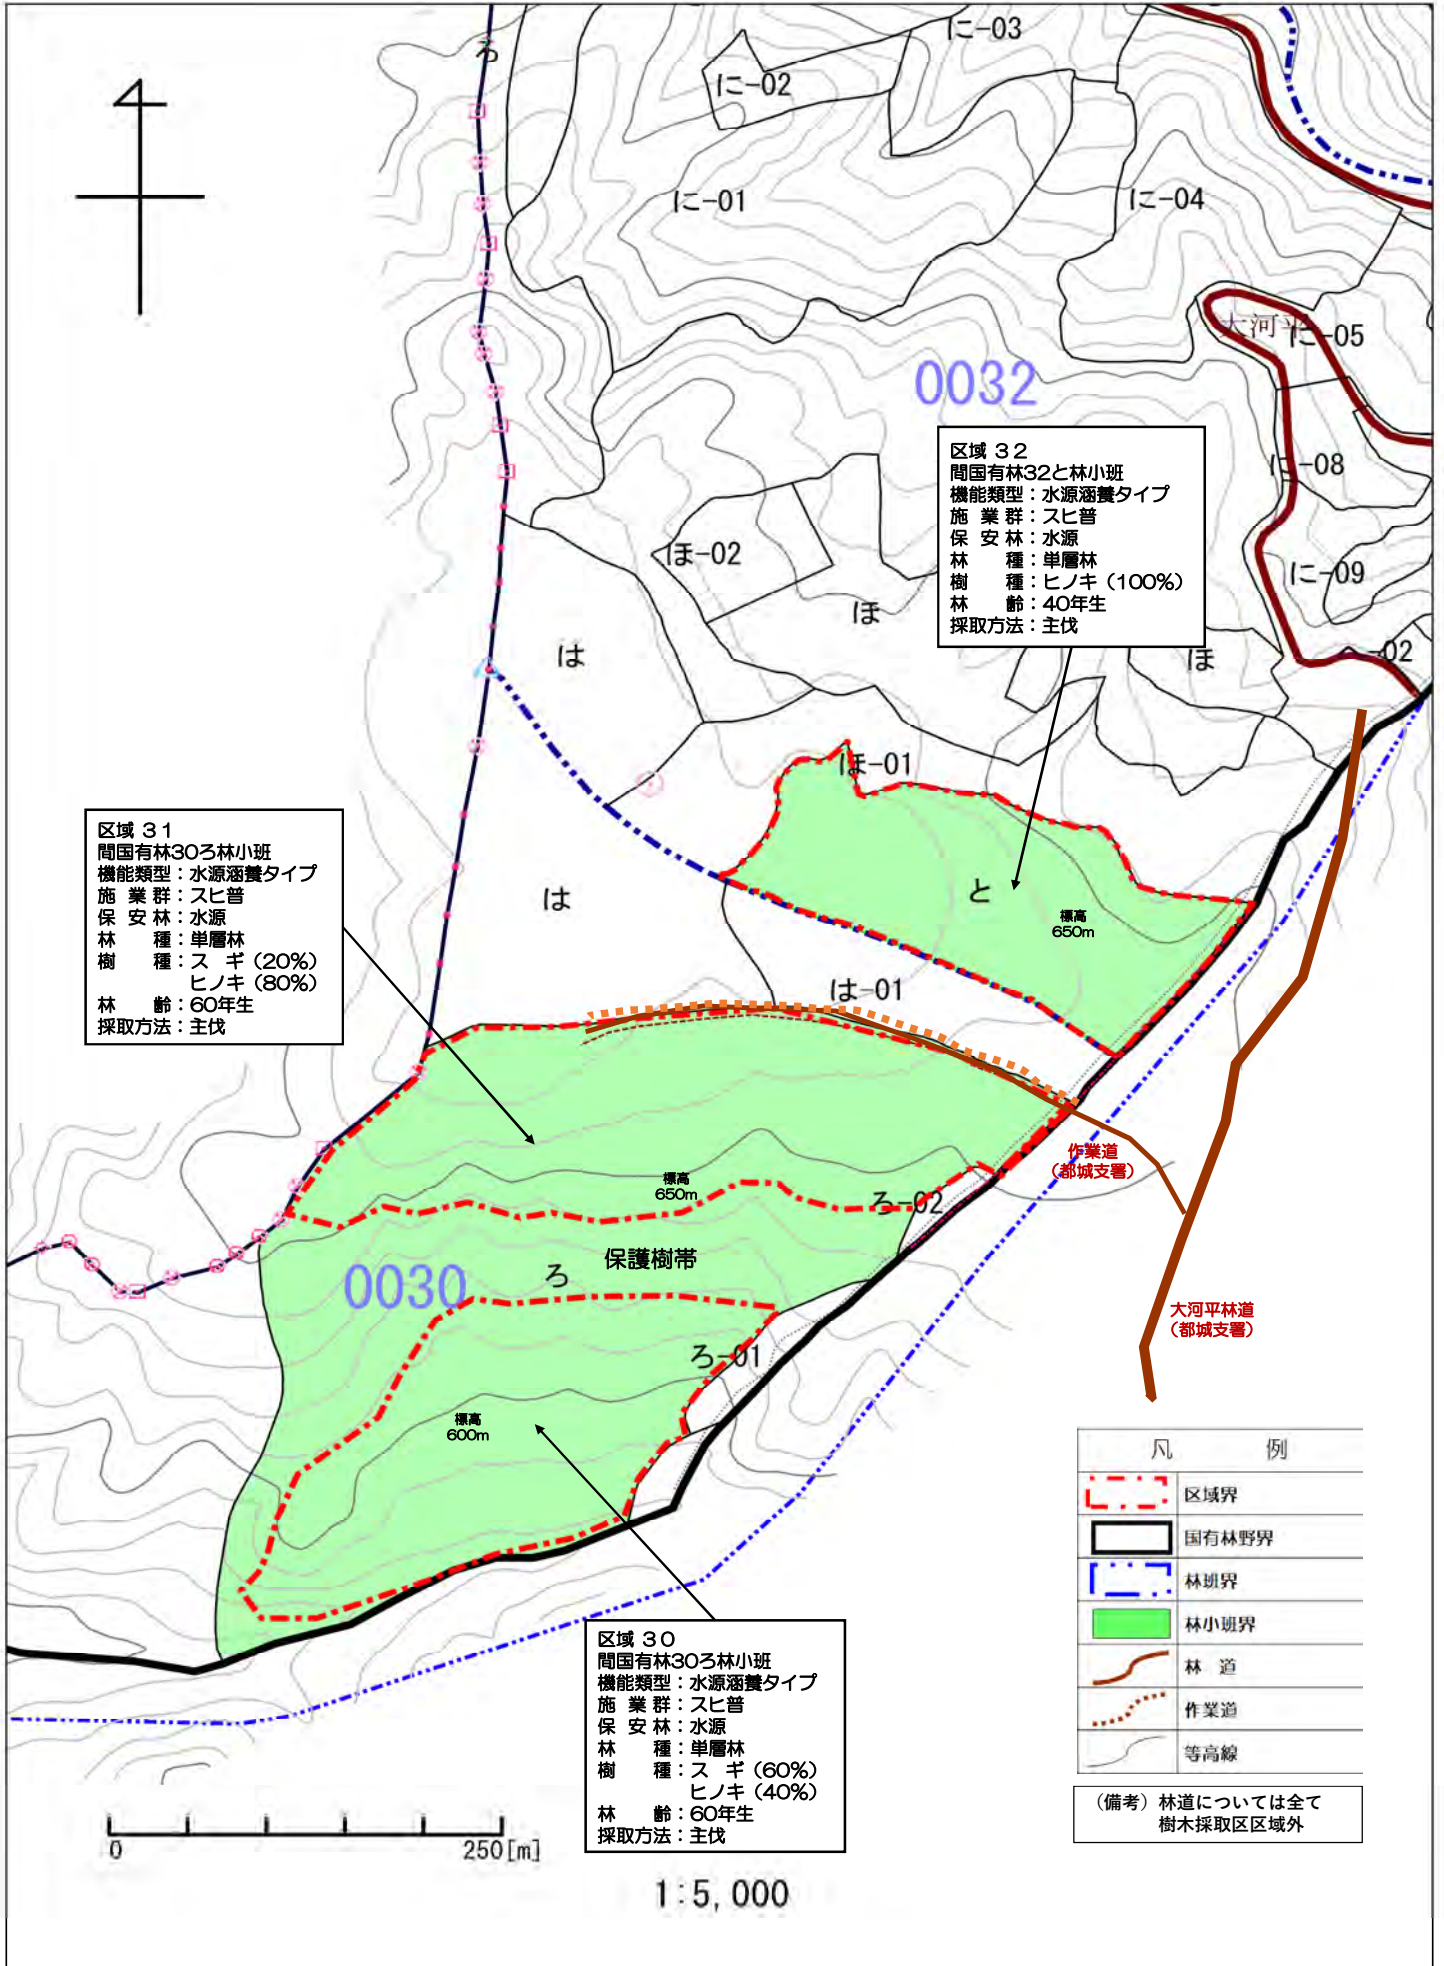 ろ
に-03
に-02
に-01
に-04
大河平
に-05
0032
に-08
に-09
-02
ほ-02
ほ
ほ
は
区域 32
間国有林32と林小班
機能類型：水源涵養タイプ
施 業 群：スヒ普
保 安 林：水源
林　　種：単層林
樹　　種：ヒノキ（100%）
林　　齢：40年生
採取方法：主伐
ほ-01
と
標高
650m
は
は-01
区域 31
間国有林30ろ林小班
機能類型：水源涵養タイプ
施 業 群：スヒ普
保 安 林：水源
林　　種：単層林
樹　　種：ス　ギ（20%）
ヒノキ（80%）
林　　齢：60年生
採取方法：主伐
作業道
（都城支署）
標高
650m
ろ-02
保護樹帯
ろ
0030
大河平林道
（都城支署）
ろ-01
標高
600m
区域 30
間国有林30ろ林小班
機能類型：水源涵養タイプ
施 業 群：スヒ普
保 安 林：水源
林　　種：単層林
樹　　種：ス　ギ（60%）
ヒノキ（40%）
林　　齢：60年生
採取方法：主伐
凡　　例
区域界
国有林野界
林班界
林小班界
林　道
作業道
等高線
（備考）林道については全て
樹木採取区区域外
0
250[m]
1:5,000